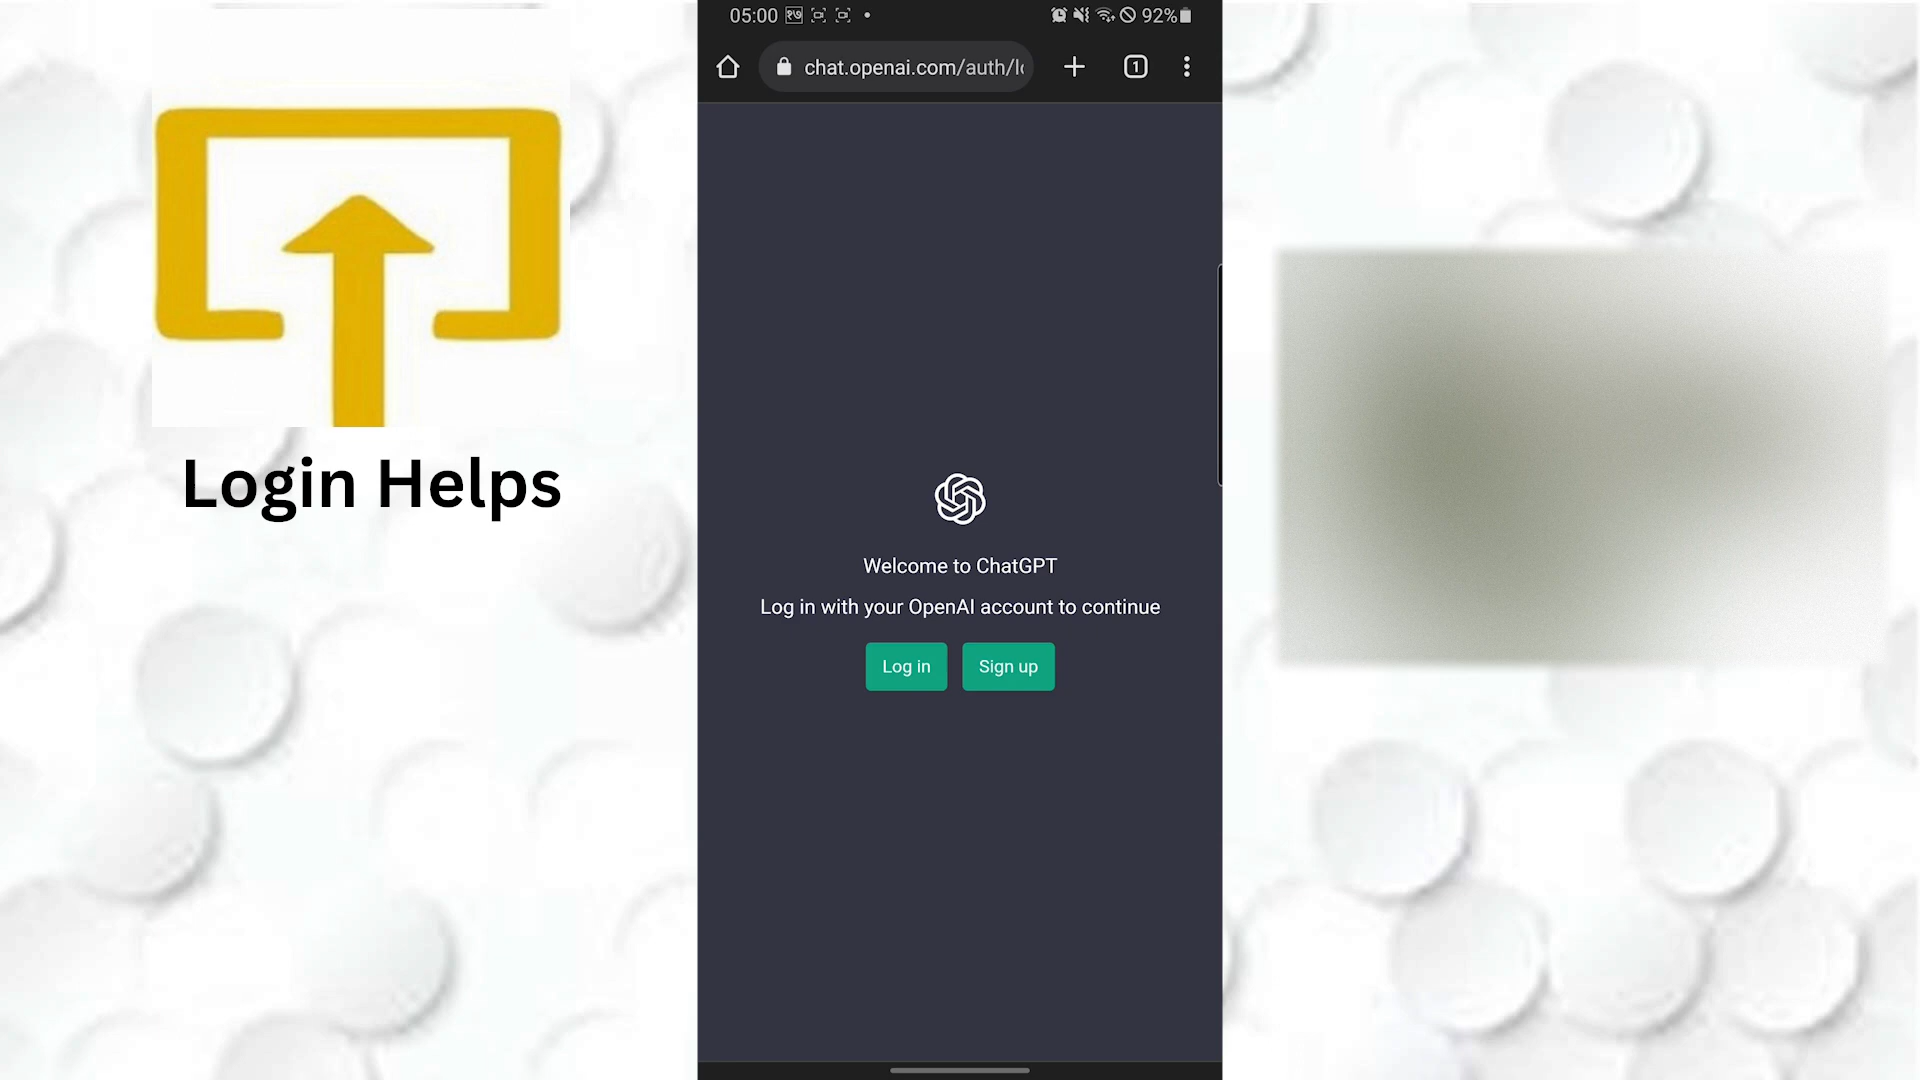 Login Helps
05:00
92%
chat.openai.com/auth/l
1
Welcome to ChatGPT
Log in with your OpenAI account to continue
Log in
Sign up